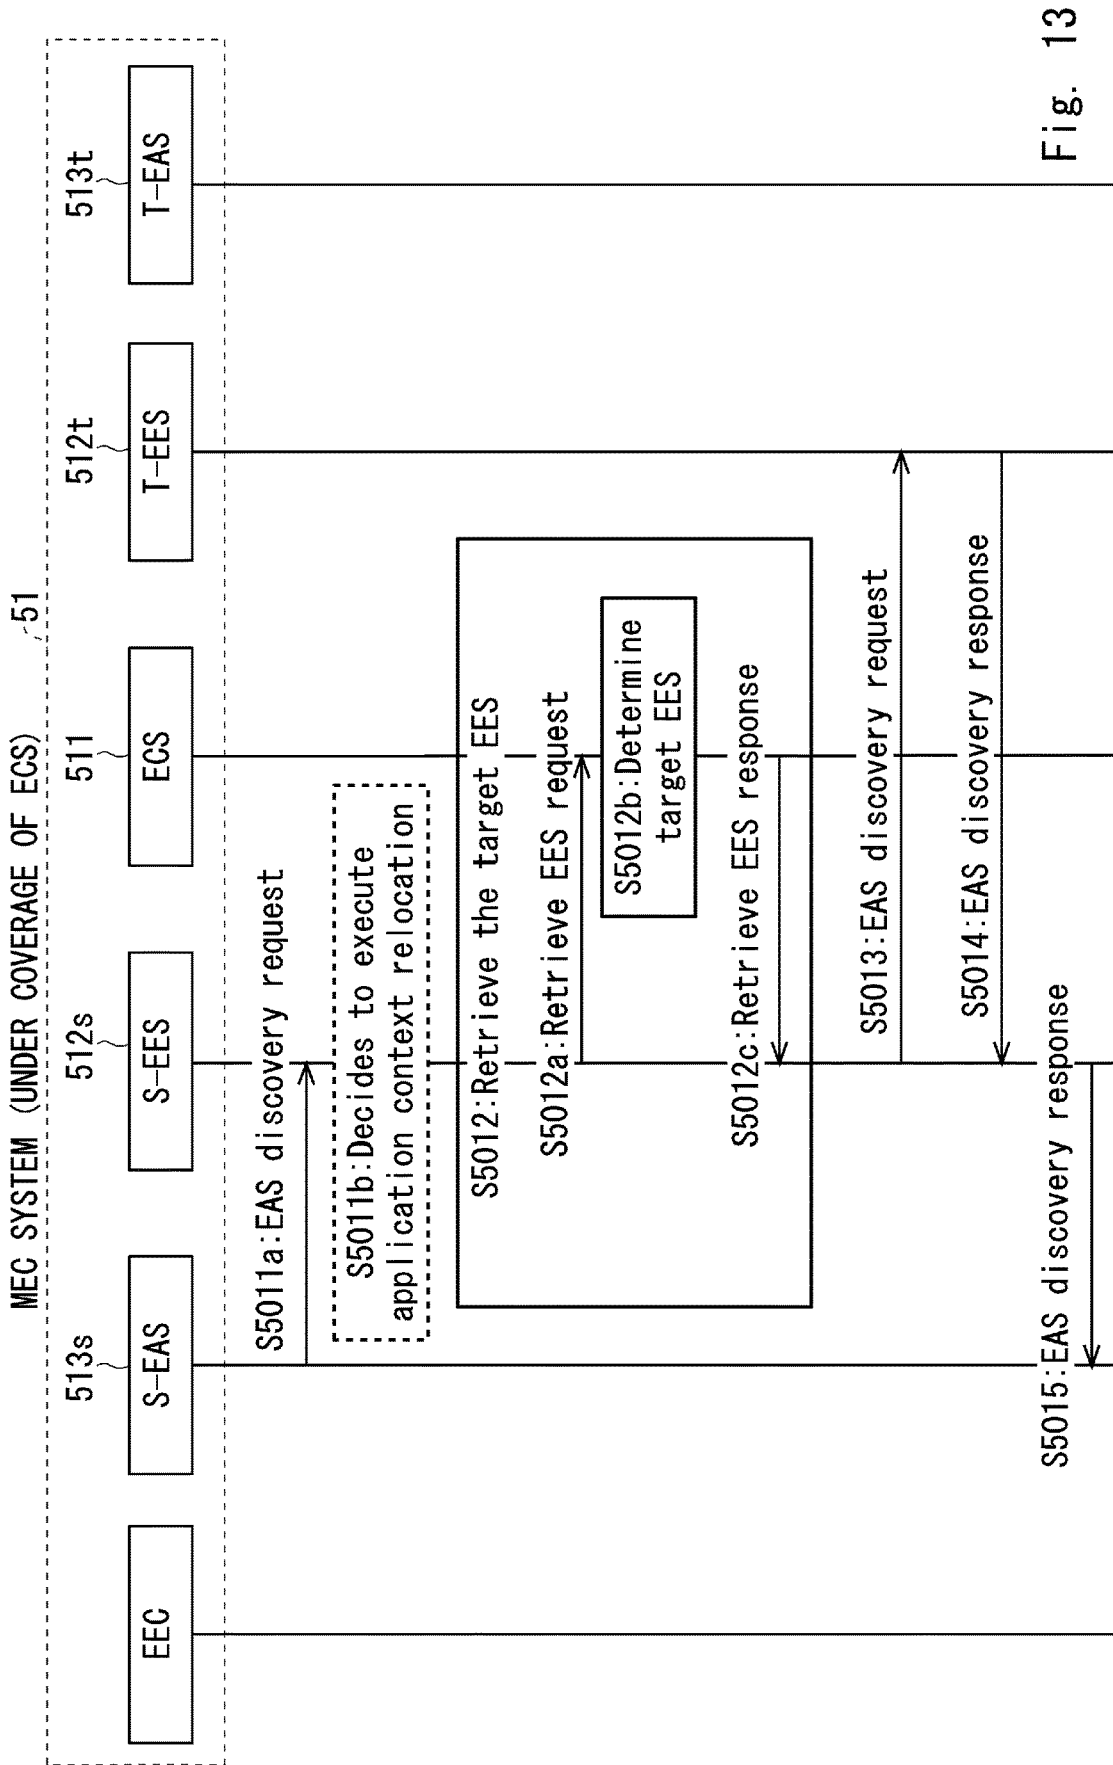 MEC SYSTEM (UNDER COVERAGE OF ECS)
51
513s
512s
511
512t
513t
EEC
S-EAS
S-EES
ECS
T-EES
T-EAS
S5011a:EAS discovery request
S5011b:Decides to execute
application context relocation
S5012:Retrieve the target EES
S5012a:Retrieve EES request
S5012b:Determine
target EES
S5012c:Retrieve EES response
S5013:EAS discovery request
S5014:EAS discovery response
S5015:EAS discovery response
Fig. 13